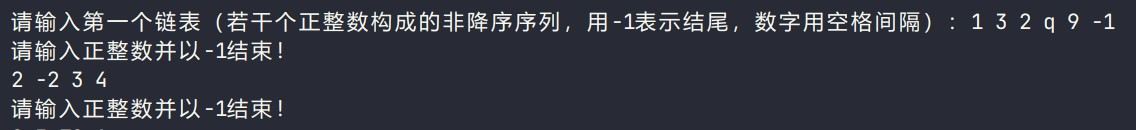 请输入第一个链表（若干个正整数构成的非降序序列，用-1表示结尾，数字用空格间隔）：1 3 2 q 9 -1
请输入正整数并以-1结束！
2 -2 3 4
请输入正整数并以-1结束！